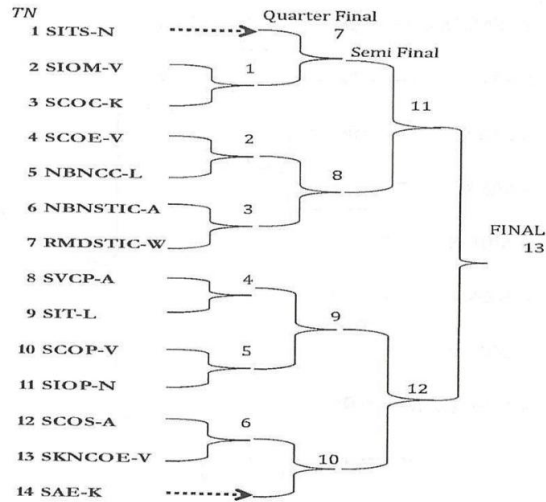 TN
Quarter Final
1 SITS-N
7
Semi Final
2 SIOM-V
1
3 SCOC-K
11
4 SCOE-V
2
5 NBNCC-L
8
6 NBNSTIC-A
3
7 RMDSTIC-W
FINAL
13
8 SVCP-A
4
9 SIT-L
9
10 SCOP-V
5
11 SIOP-N
12
12 SCOS-A
6
13 SKNCOE-V
10
14 SAE-K